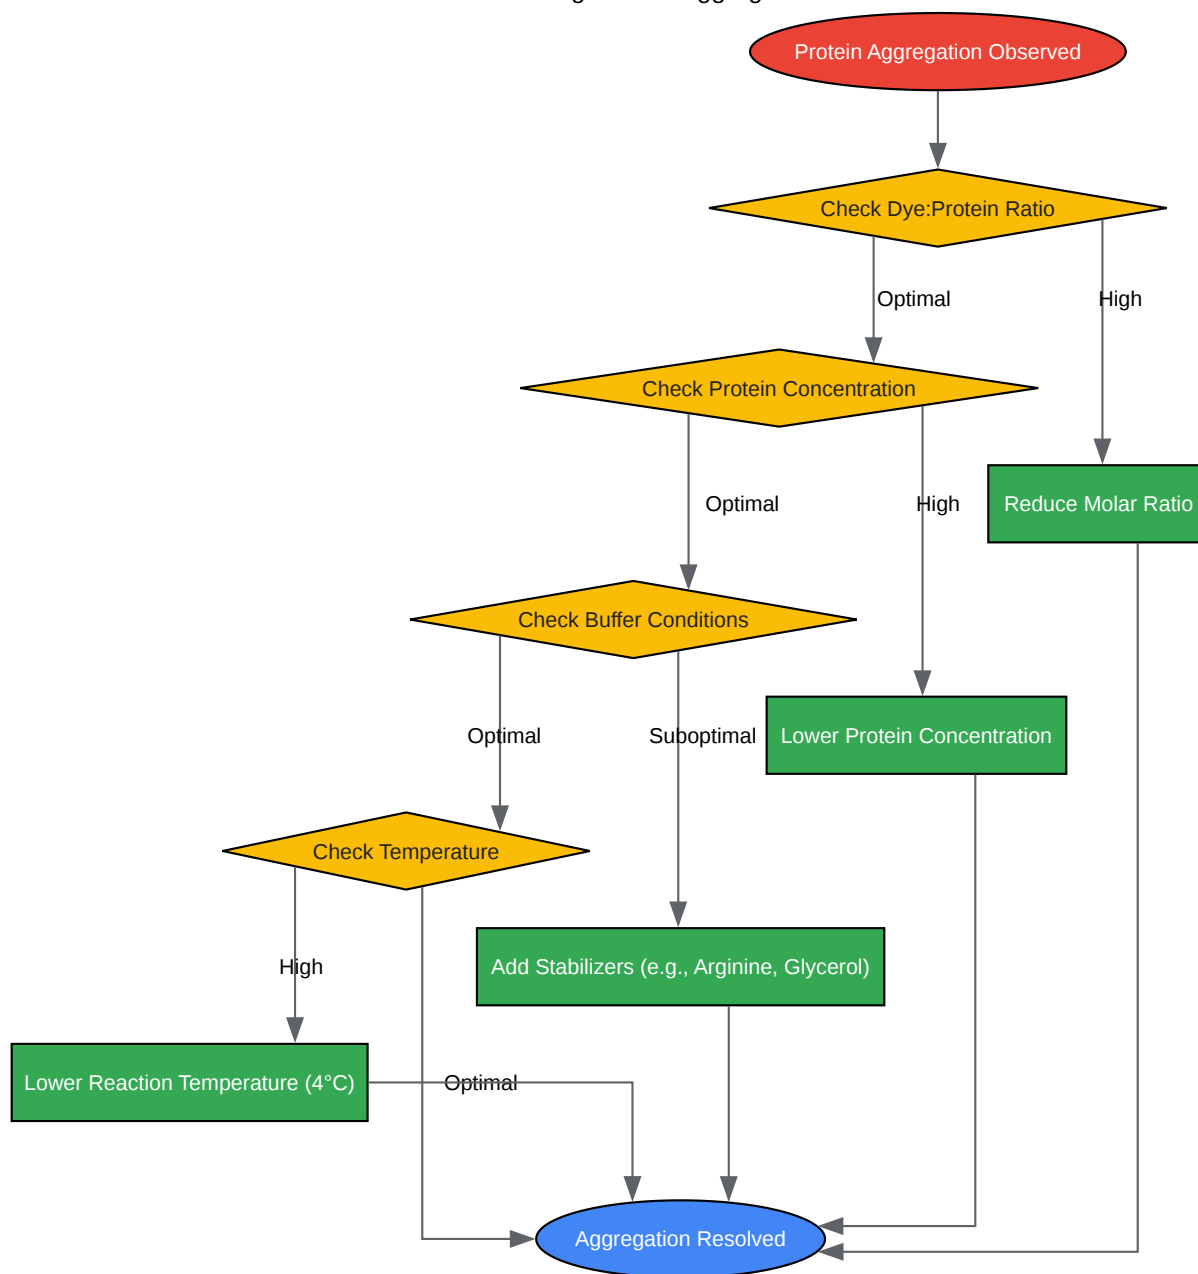 Protein Aggregation Observed
Check Dye:Protein Ratio
Optimal
High
Check Protein Concentration
Optimal
High
Reduce Molar Ratio
Check Buffer Conditions
Optimal
Suboptimal
Lower Protein Concentration
Check Temperature
High
Add Stabilizers (e.g., Arginine, Glycerol)
Lower Reaction Temperature (4°C)
Optimal
Aggregation Resolved